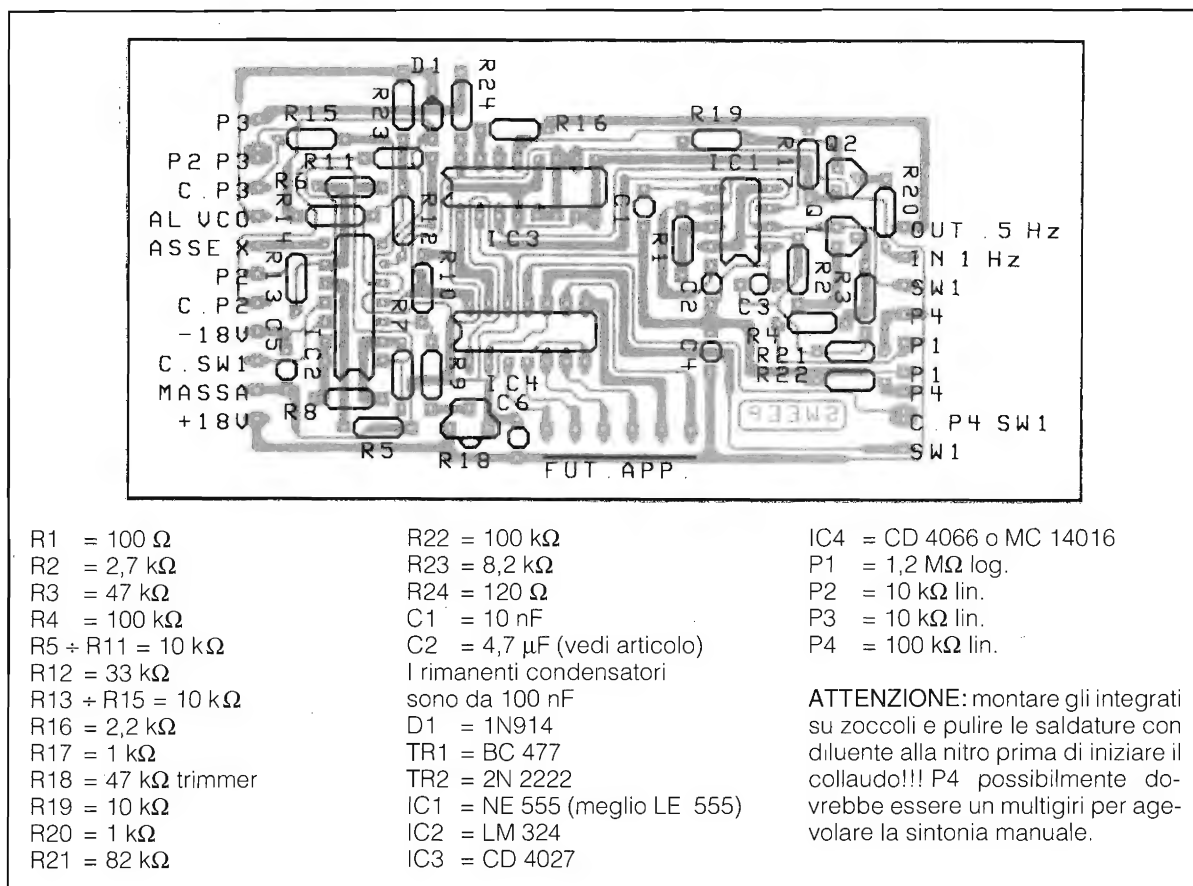 D1
R24
R23
P3
R15
R16
R19
R17
Q2
P2 P3
R11
IC1
C.P3
R6
R20
AL VCO
R14
R12
C1
Q1
OUT .5 Hz
ASSE X
IC3
R1
IN 1 Hz
P2
R13
R10
R2
R3
SW1
C.P2
C2
C3
P4
-18V
C5
R7
R4
C.SW1
IC2
C4
R21
P1
R9
IC4
R22
P1
MASSA
R8
C6
P4
+18V
C.P4 SW1
R5
R18
FUT.APP.
SW1
R1 = 100 Ω
R2 = 2,7 kΩ
R3 = 47 kΩ
R4 = 100 kΩ
R5 ÷ R11 = 10 kΩ
R12 = 33 kΩ
R13 ÷ R15 = 10 kΩ
R16 = 2,2 kΩ
R17 = 1 kΩ
R18 = 47 kΩ trimmer
R19 = 10 kΩ
R20 = 1 kΩ
R21 = 82 kΩ
R22 = 100 kΩ
R23 = 8,2 kΩ
R24 = 120 Ω
C1 = 10 nF
C2 = 4,7 µF (vedi articolo)
I rimanenti condensatori
sono da 100 nF
D1 = 1N914
TR1 = BC 477
TR2 = 2N 2222
IC1 = NE 555 (meglio LE 555)
IC2 = LM 324
IC3 = CD 4027
IC4 = CD 4066 o MC 14016
P1 = 1,2 MΩ log.
P2 = 10 kΩ lin.
P3 = 10 kΩ lin.
P4 = 100 kΩ lin.
ATTENZIONE: montare gli integrati
su zoccoli e pulire le saldature con
diluente alla nitro prima di iniziare il
collaudo!!! P4 possibilmente do-
vrebbe essere un multigiri per age-
volare la sintonia manuale.